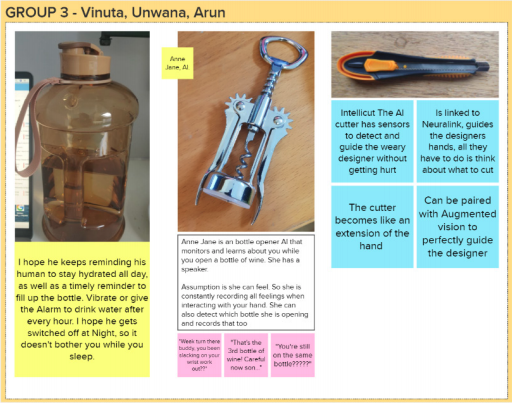 GROUP 3 - Vinuta, Unwana, Arun
Anne
Jane, AI
I hope he keeps reminding his
human to stay hydrated all day,
as well as a timely reminder to
fill up the bottle. Vibrate or give
the Alarm to drink water after
every hour. I hope he gets
switched off at Night, so it
doesn't bother you while you
sleep.
Anne Jane is an bottle opener AI that
monitors and learns about you while
you open a bottle of wine. She has a
speaker.
Assumption is she can feel. So she is
constantly recording all feelings when
interacting with your hand. She can
also detect which bottle she is opening
and records that too
"Weak turn there
buddy, you been
slacking on your
wrist work
out??"
"That's the
3rd bottle of
wine! Careful
now son.."
"You're still
on the same
bottle?????"
Intellicut The AI
cutter has sensors
to detect and
guide the weary
designer without
getting hurt
Is linked to
Neuralink, guides
the designers
hands, all they
have to do is think
about what to cut
The cutter
becomes like an
extension of the
hand
Can be paired
with Augmented
vision to
perfectly guide
the designer